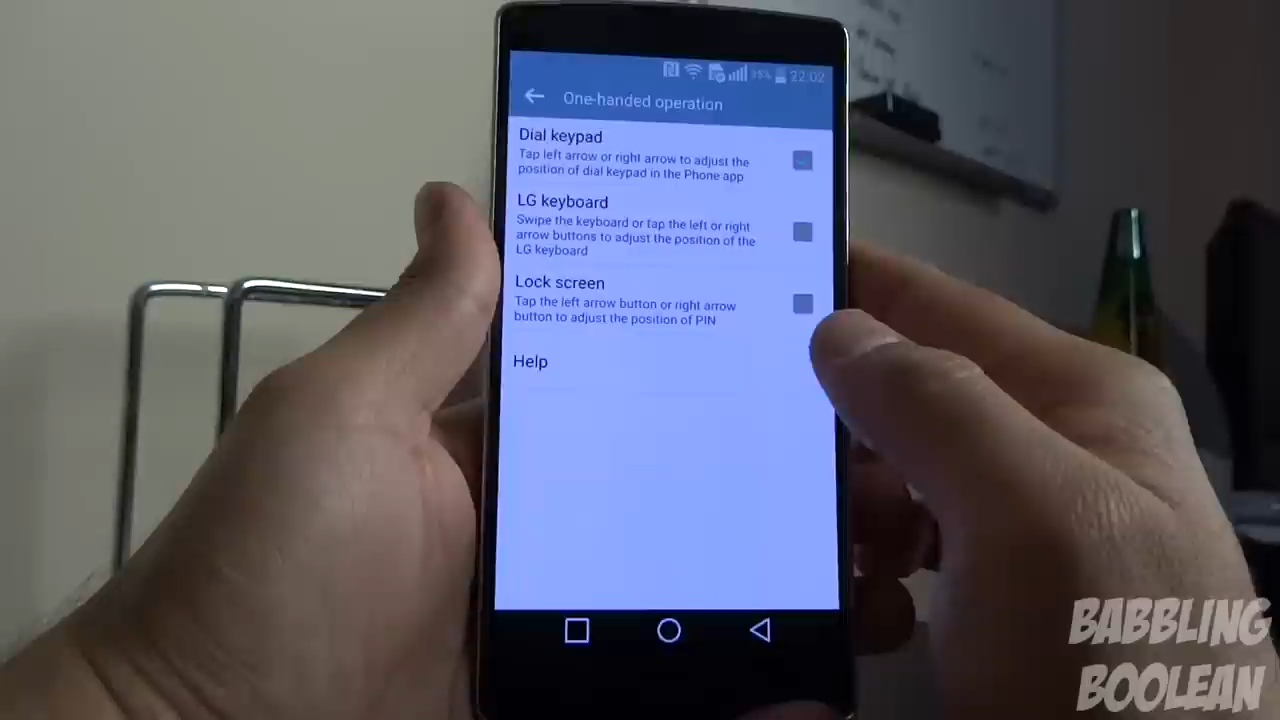 35% 22:02
One-handed operation
Dial keypad
Tap left arrow or right arrow to adjust the
position of dial keypad in the Phone app
LG keyboard
Swipe the keyboard or tap the left or right
arrow buttons to adjust the position of the
LG keyboard
Lock screen
Tap the left arrow button or right arrow
button to adjust the position of PIN
Help
BABBLING
BOOLEAN